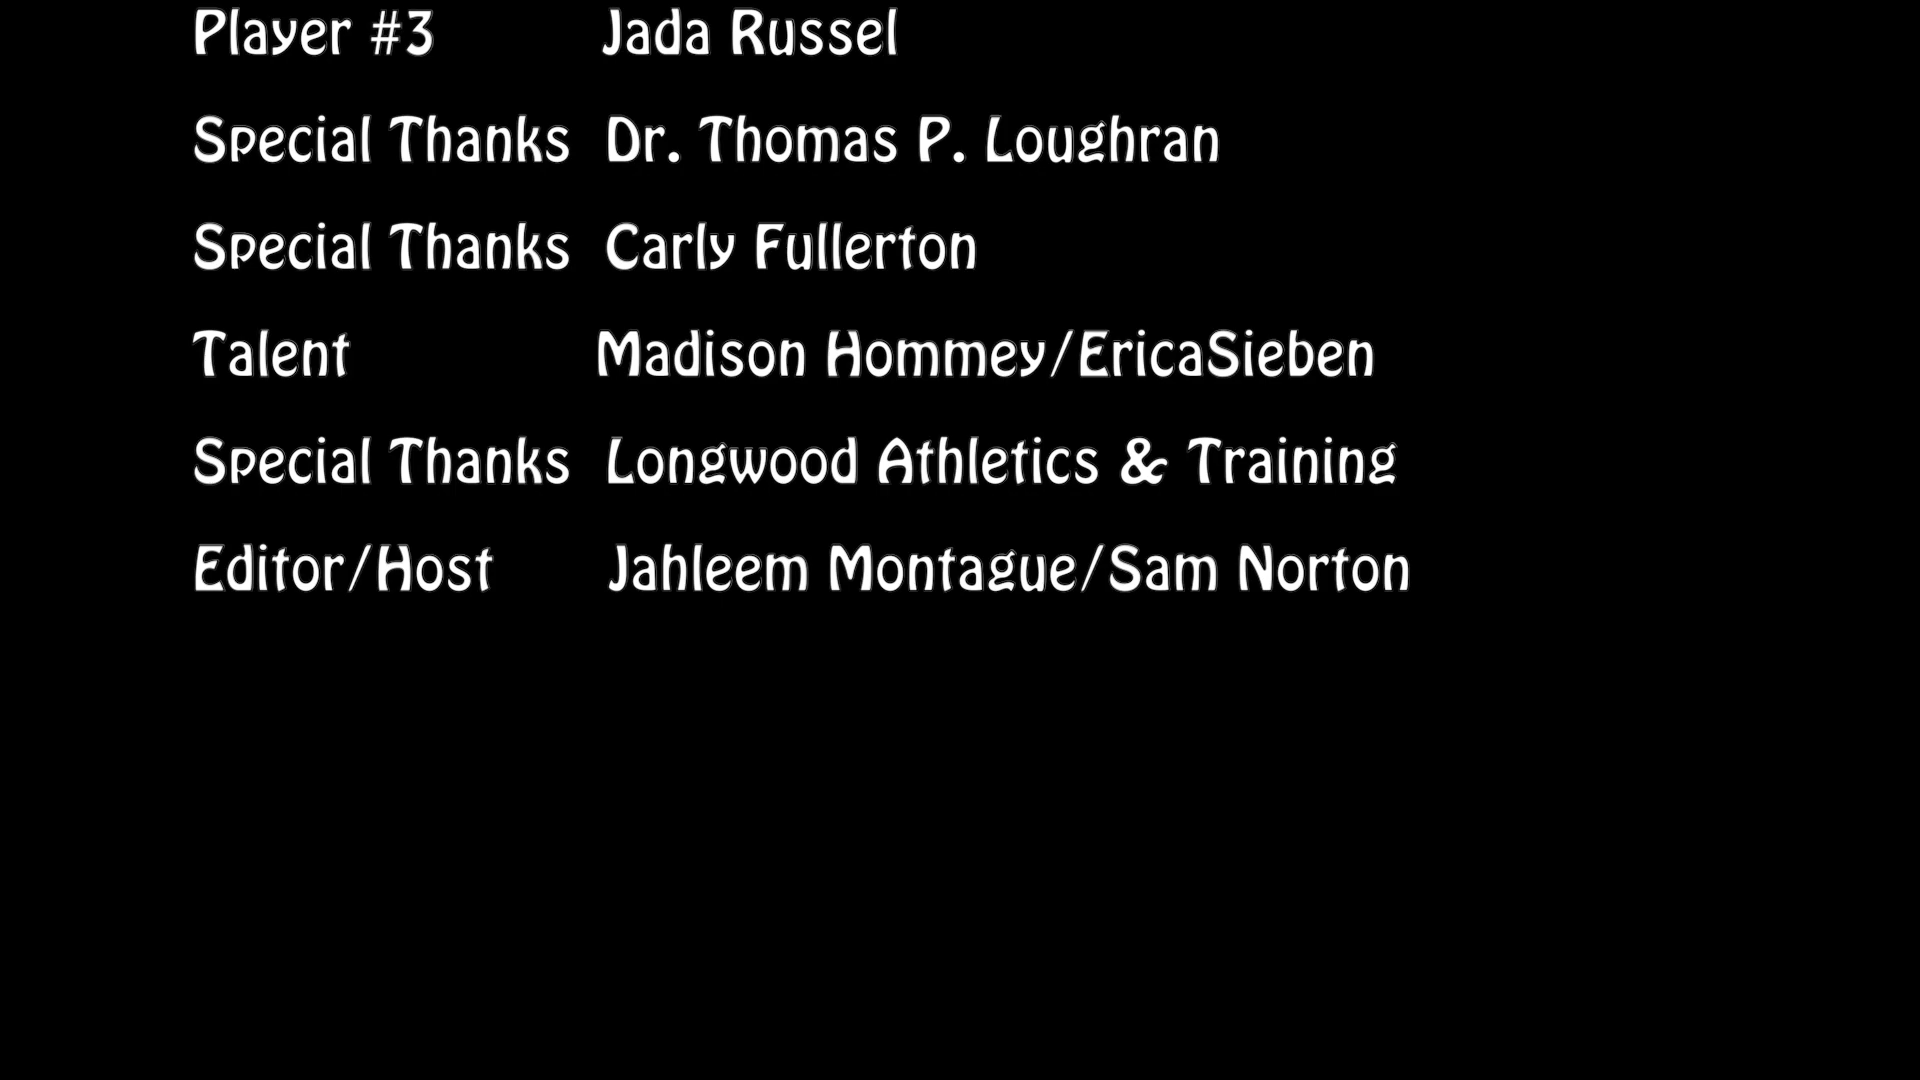 Player #3 Jada Russel
Special Thanks Dr. Thomas P. Loughran
Special Thanks Carly Fullerton
Talent Madison Hommey/EricaSieben
Special Thanks Longwood Athletics & Training
Editor/Host Jahleem Montague/Sam Norton